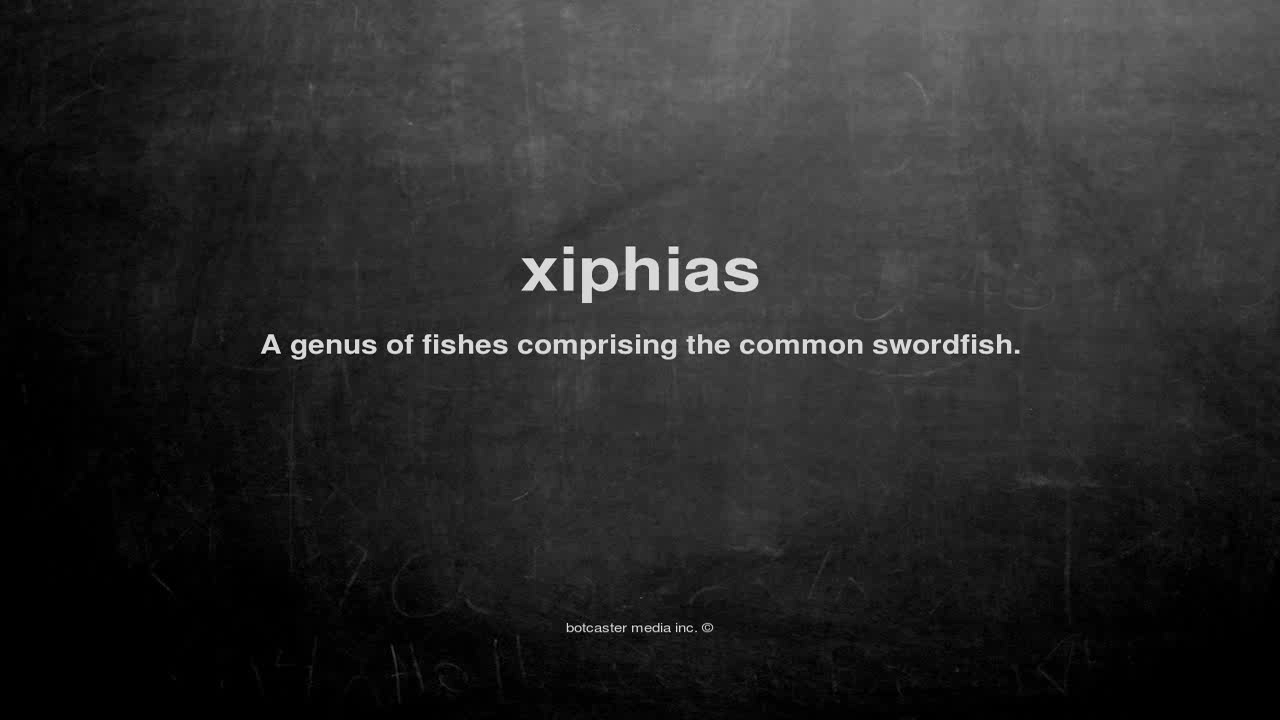 xiphias
A genus of fishes comprising the common swordfish.
botcaster media inc. ©